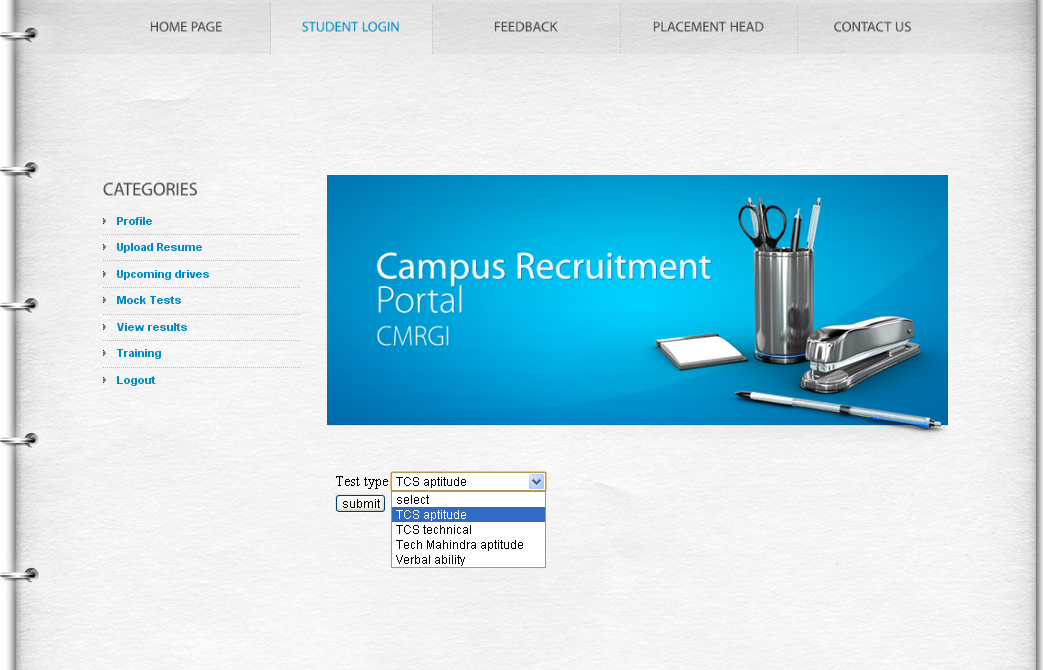 HOME PAGE
STUDENT LOGIN
FEEDBACK
PLACEMENT HEAD
CONTACT US
CATEGORIES
Profile
Upload Resume
Upcoming drives
Mock Tests
View results
Training
Logout
Campus Recruitment
Portal
CMRGI
Test type TCS aptitude
submit
select
TCS aptitude
TCS technical
Tech Mahindra aptitude
Verbal ability